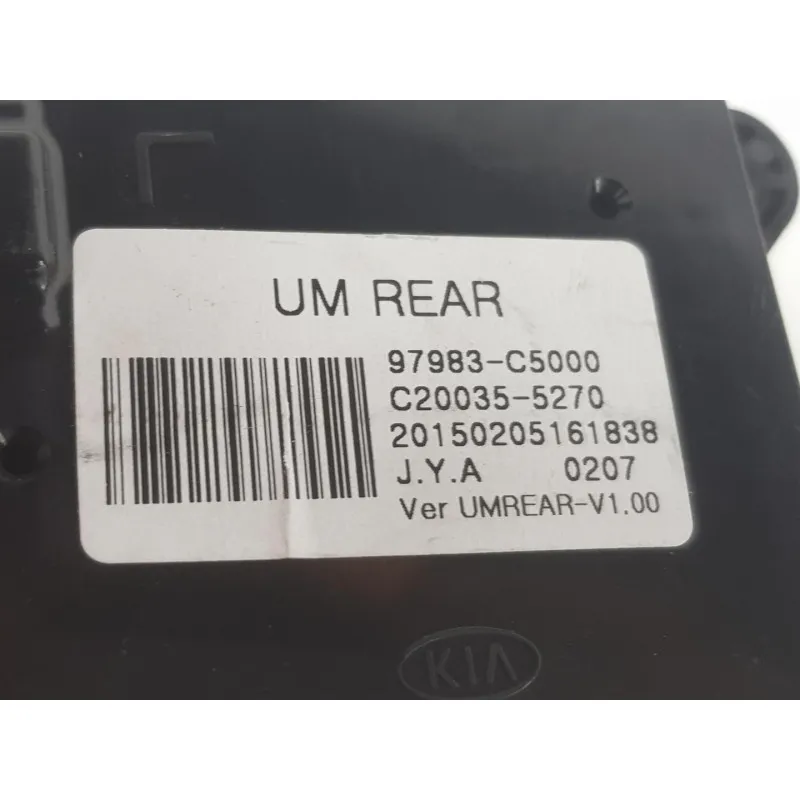 UM REAR
97983-C5000
C20035-5270
20150205161838
J.Y.A 0207
Ver UMREAR-V1.00
KIA